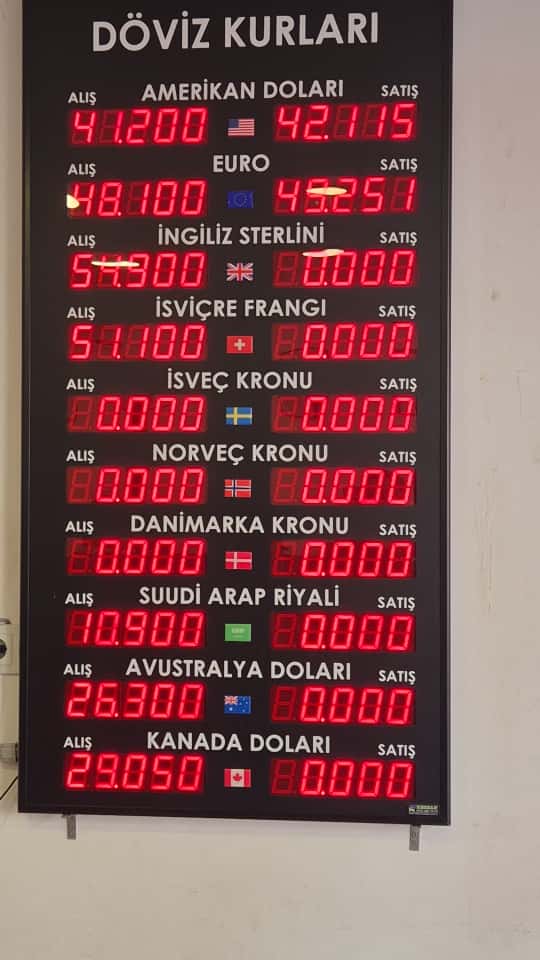 DÖVİZ KURLARI
ALIŞ AMERİKAN DOLARI SATIŞ
41.200 42.115
ALIŞ EURO SATIŞ
48.100 49.251
ALIŞ İNGİLİZ STERLİNİ SATIŞ
54.900 0.000
ALIŞ İSVİÇRE FRANGI SATIŞ
51.100 0.000
ALIŞ İSVEÇ KRONU SATIŞ
0.000 0.000
ALIŞ NORVEÇ KRONU SATIŞ
0.000 0.000
ALIŞ DANİMARKA KRONU SATIŞ
0.000 0.000
ALIŞ SUUDİ ARAP RİYALİ SATIŞ
10.900 0.000
ALIŞ AVUSTRALYA DOLARI SATIŞ
26.300 0.000
ALIŞ KANADA DOLARI SATIŞ
29.050 0.000